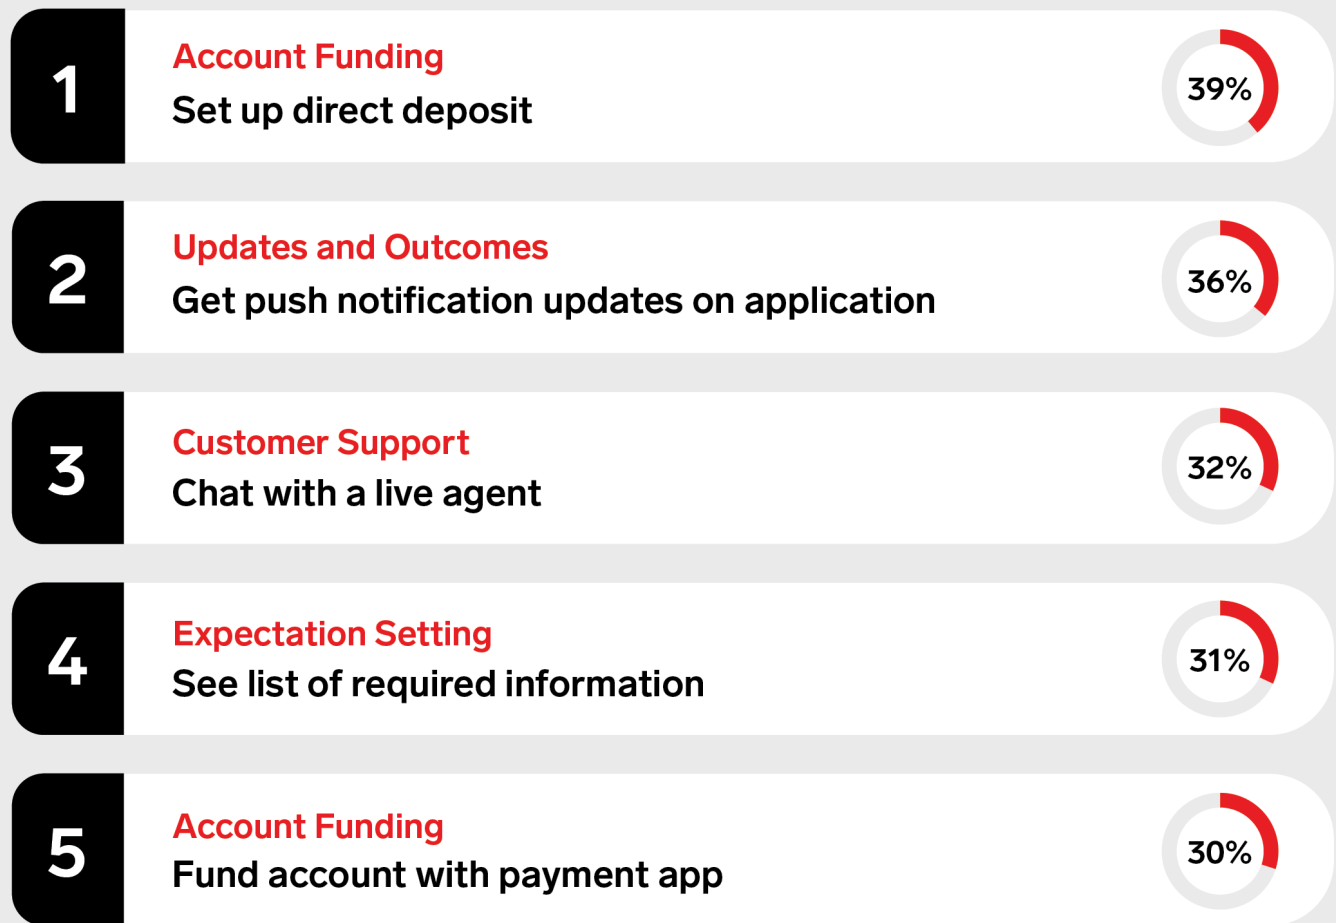 1
Account Funding
Set up direct deposit
39%
2
Updates and Outcomes
Get push notification updates on application
36%
3
Customer Support
Chat with a live agent
32%
4
Expectation Setting
See list of required information
31%
5
Account Funding
Fund account with payment app
30%